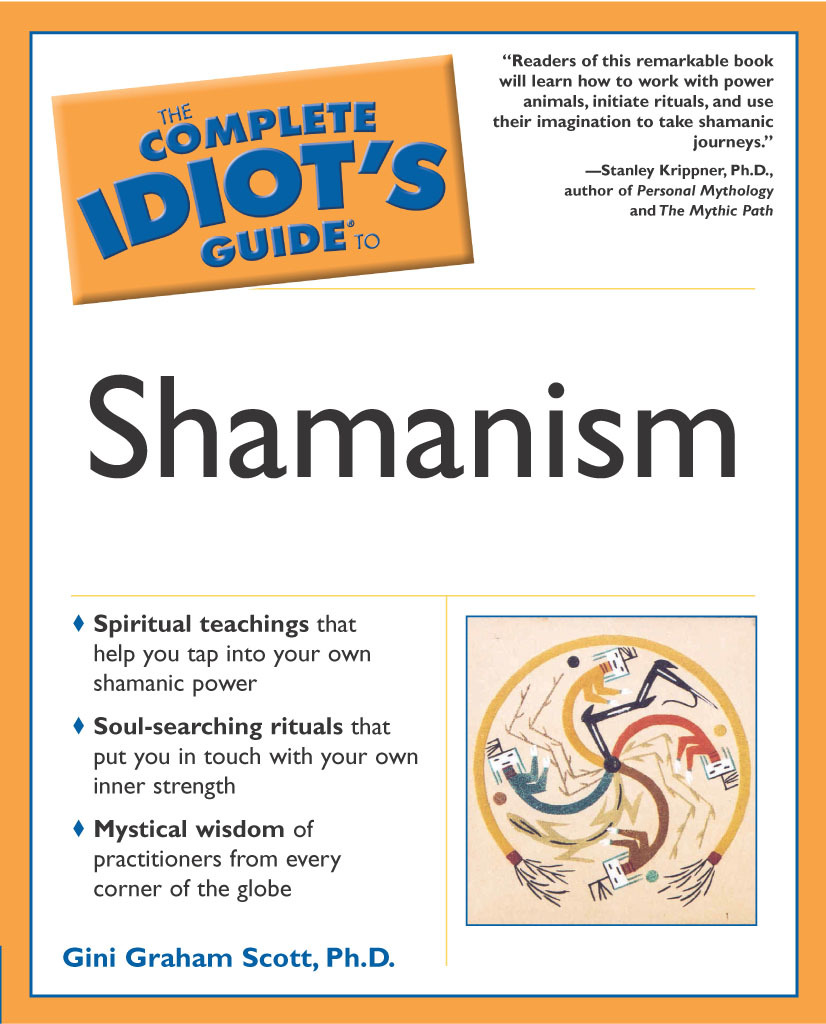 THE
COMPLETE
IDIOT'S
GUIDE® TO
“Readers of this remarkable book
will learn how to work with power
animals, initiate rituals, and use
their imagination to take shamanic
journeys.”
—Stanley Krippner, Ph.D.,
author of Personal Mythology
and The Mythic Path
Shamanism
♦ Spiritual teachings that
help you tap into your own
shamanic power
♦ Soul-searching rituals that
put you in touch with your own
inner strength
♦ Mystical wisdom of
practitioners from every
corner of the globe
Gini Graham Scott, Ph.D.